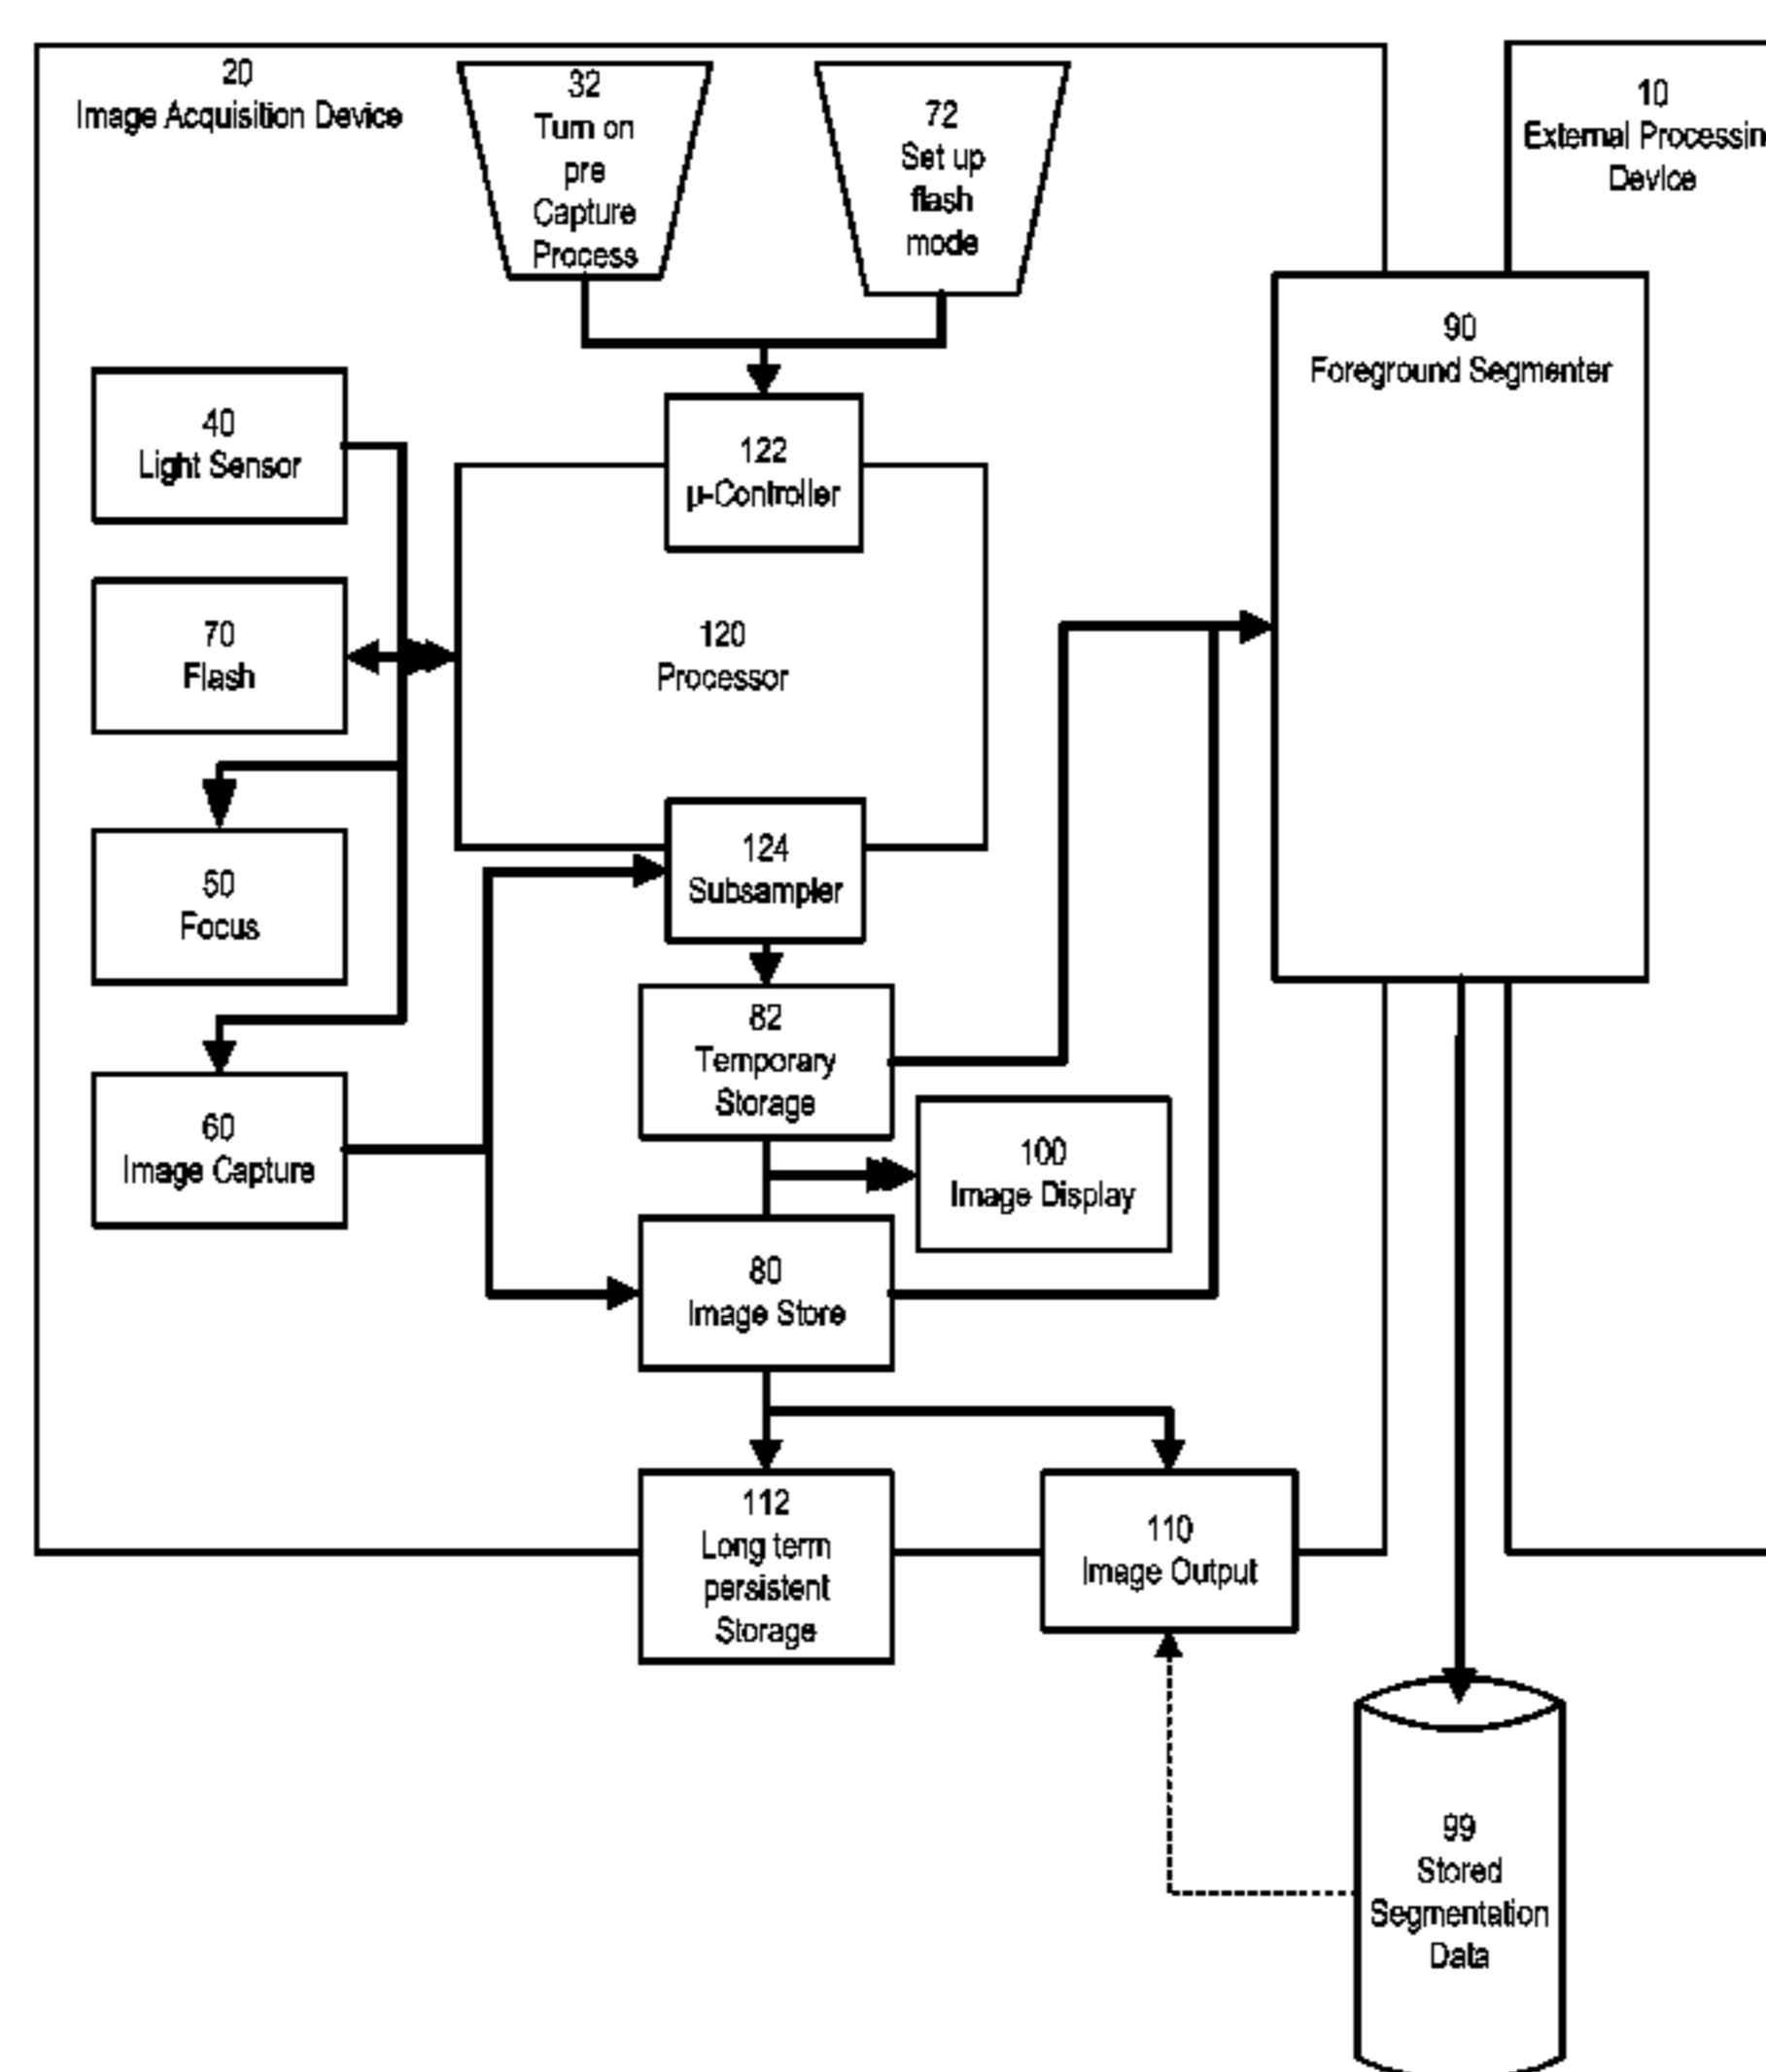 20
Image Acquisition Device
32
Turn on
pre
Capture
Process
72
Set up
flash
mode
10
External Processin
Device
90
Foreground Segmenter
40
Light Sensor
122
µ-Controller
70
Flash
120
Processor
50
Focus
124
Subsampler
82
Temporary
Storage
60
Image Capture
100
Image Display
80
Image Store
112
Long term
persistent
Storage
110
Image Output
99
Stored
Segmentation
Data